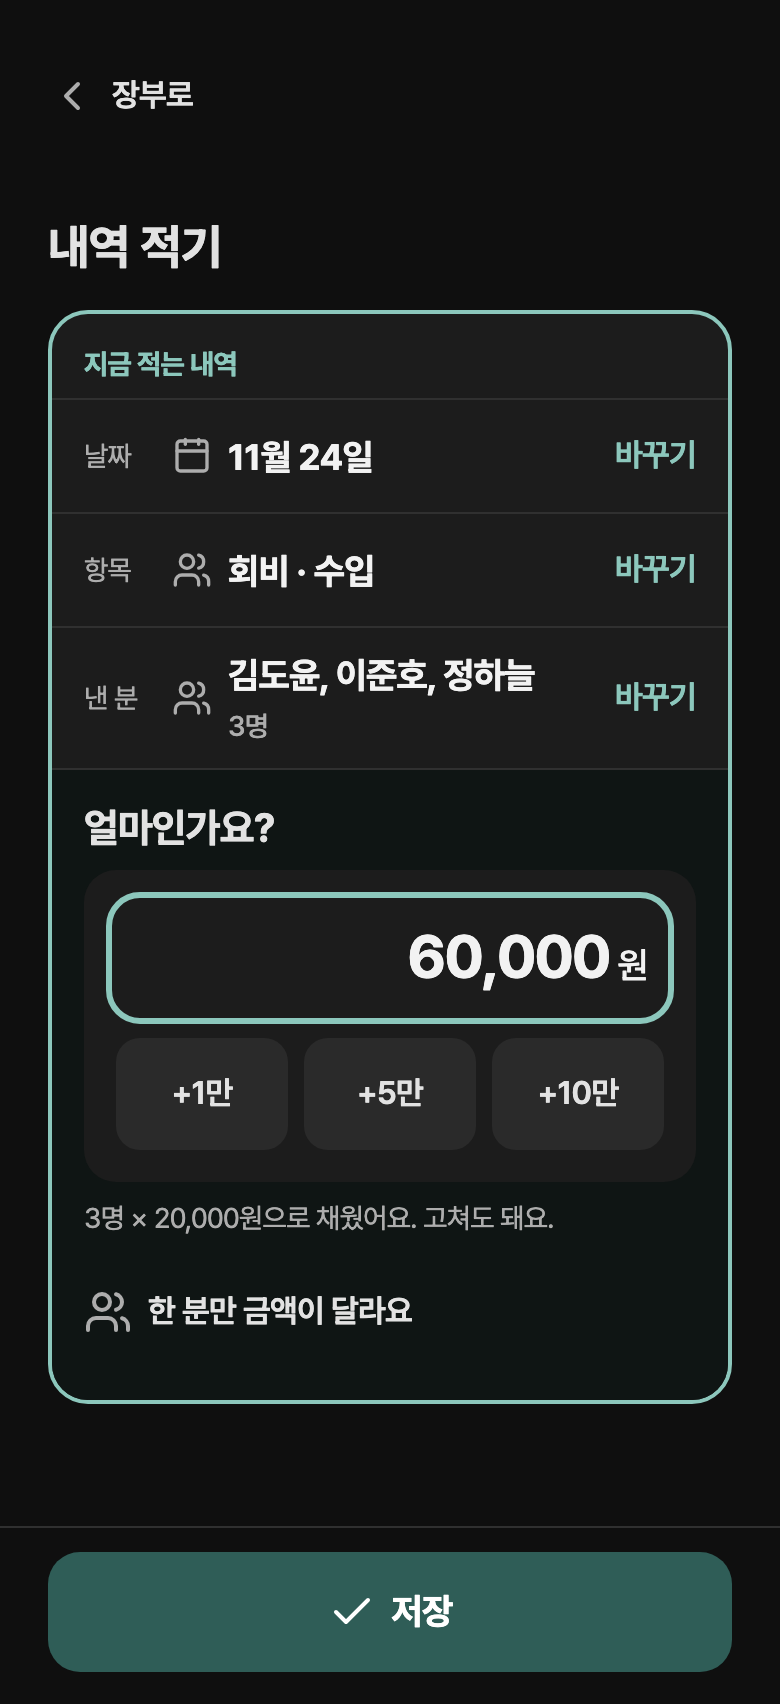 장부로
내역 적기
지금 적는 내역
날짜 11월 24일 바꾸기
항목 회비 · 수입 바꾸기
낸 분 김도윤, 이준호, 정하늘 바꾸기
3명
얼마인가요?
60,000 원
+1만 +5만 +10만
3명 × 20,000원으로 채웠어요. 고쳐도 돼요.
한 분만 금액이 달라요
저장